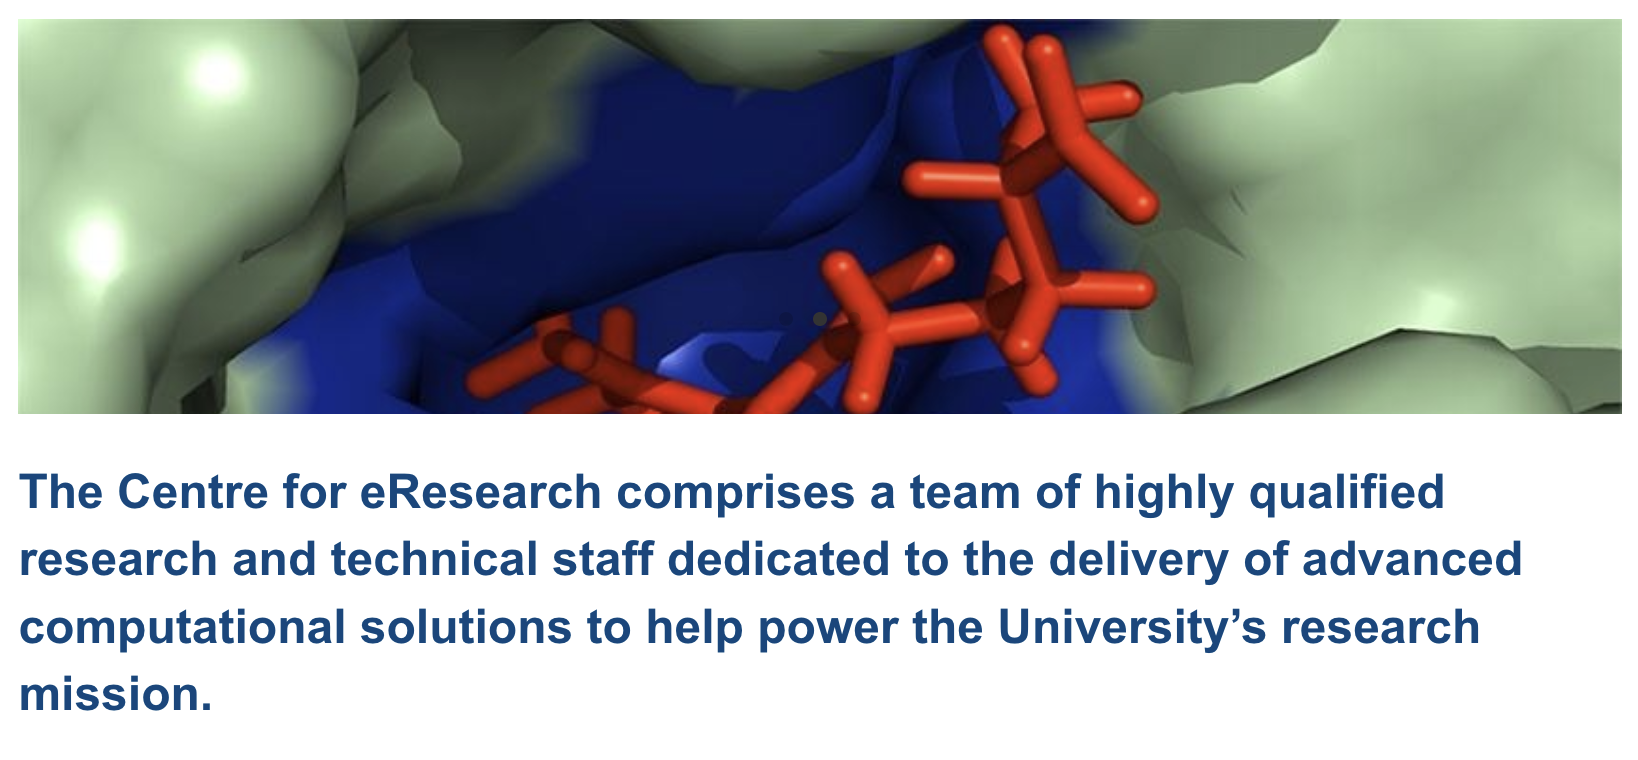 The Centre for eResearch comprises a team of highly qualified
research and technical staff dedicated to the delivery of advanced
computational solutions to help power the University’s research
mission.